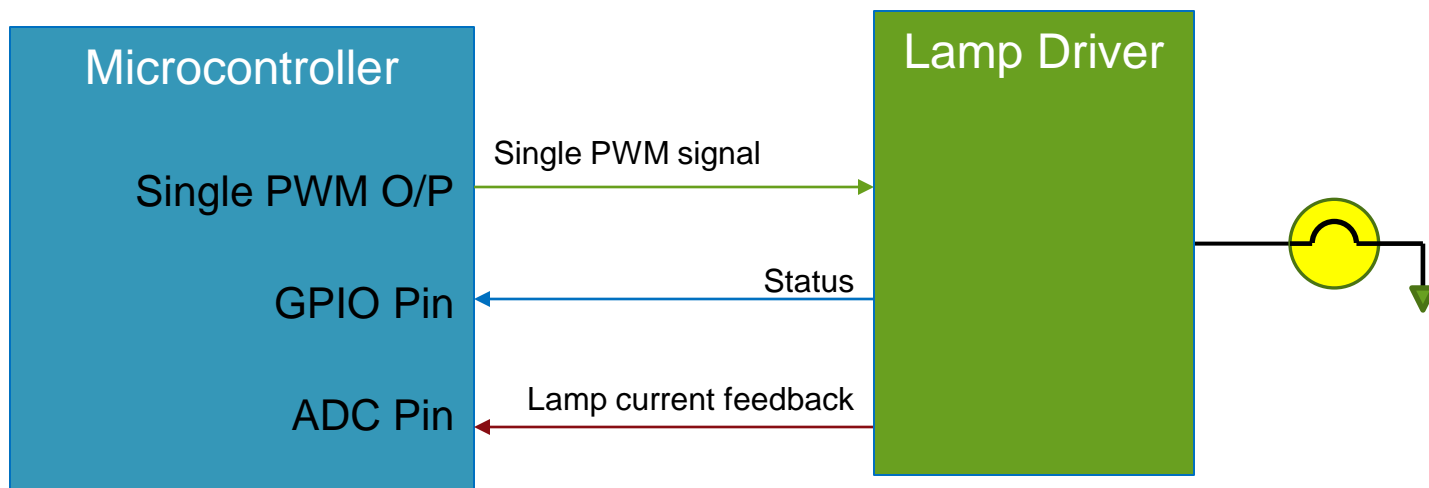 Microcontroller
Lamp Driver
Single PWM signal
Single PWM O/P
Status
GPIO Pin
Lamp current feedback
ADC Pin